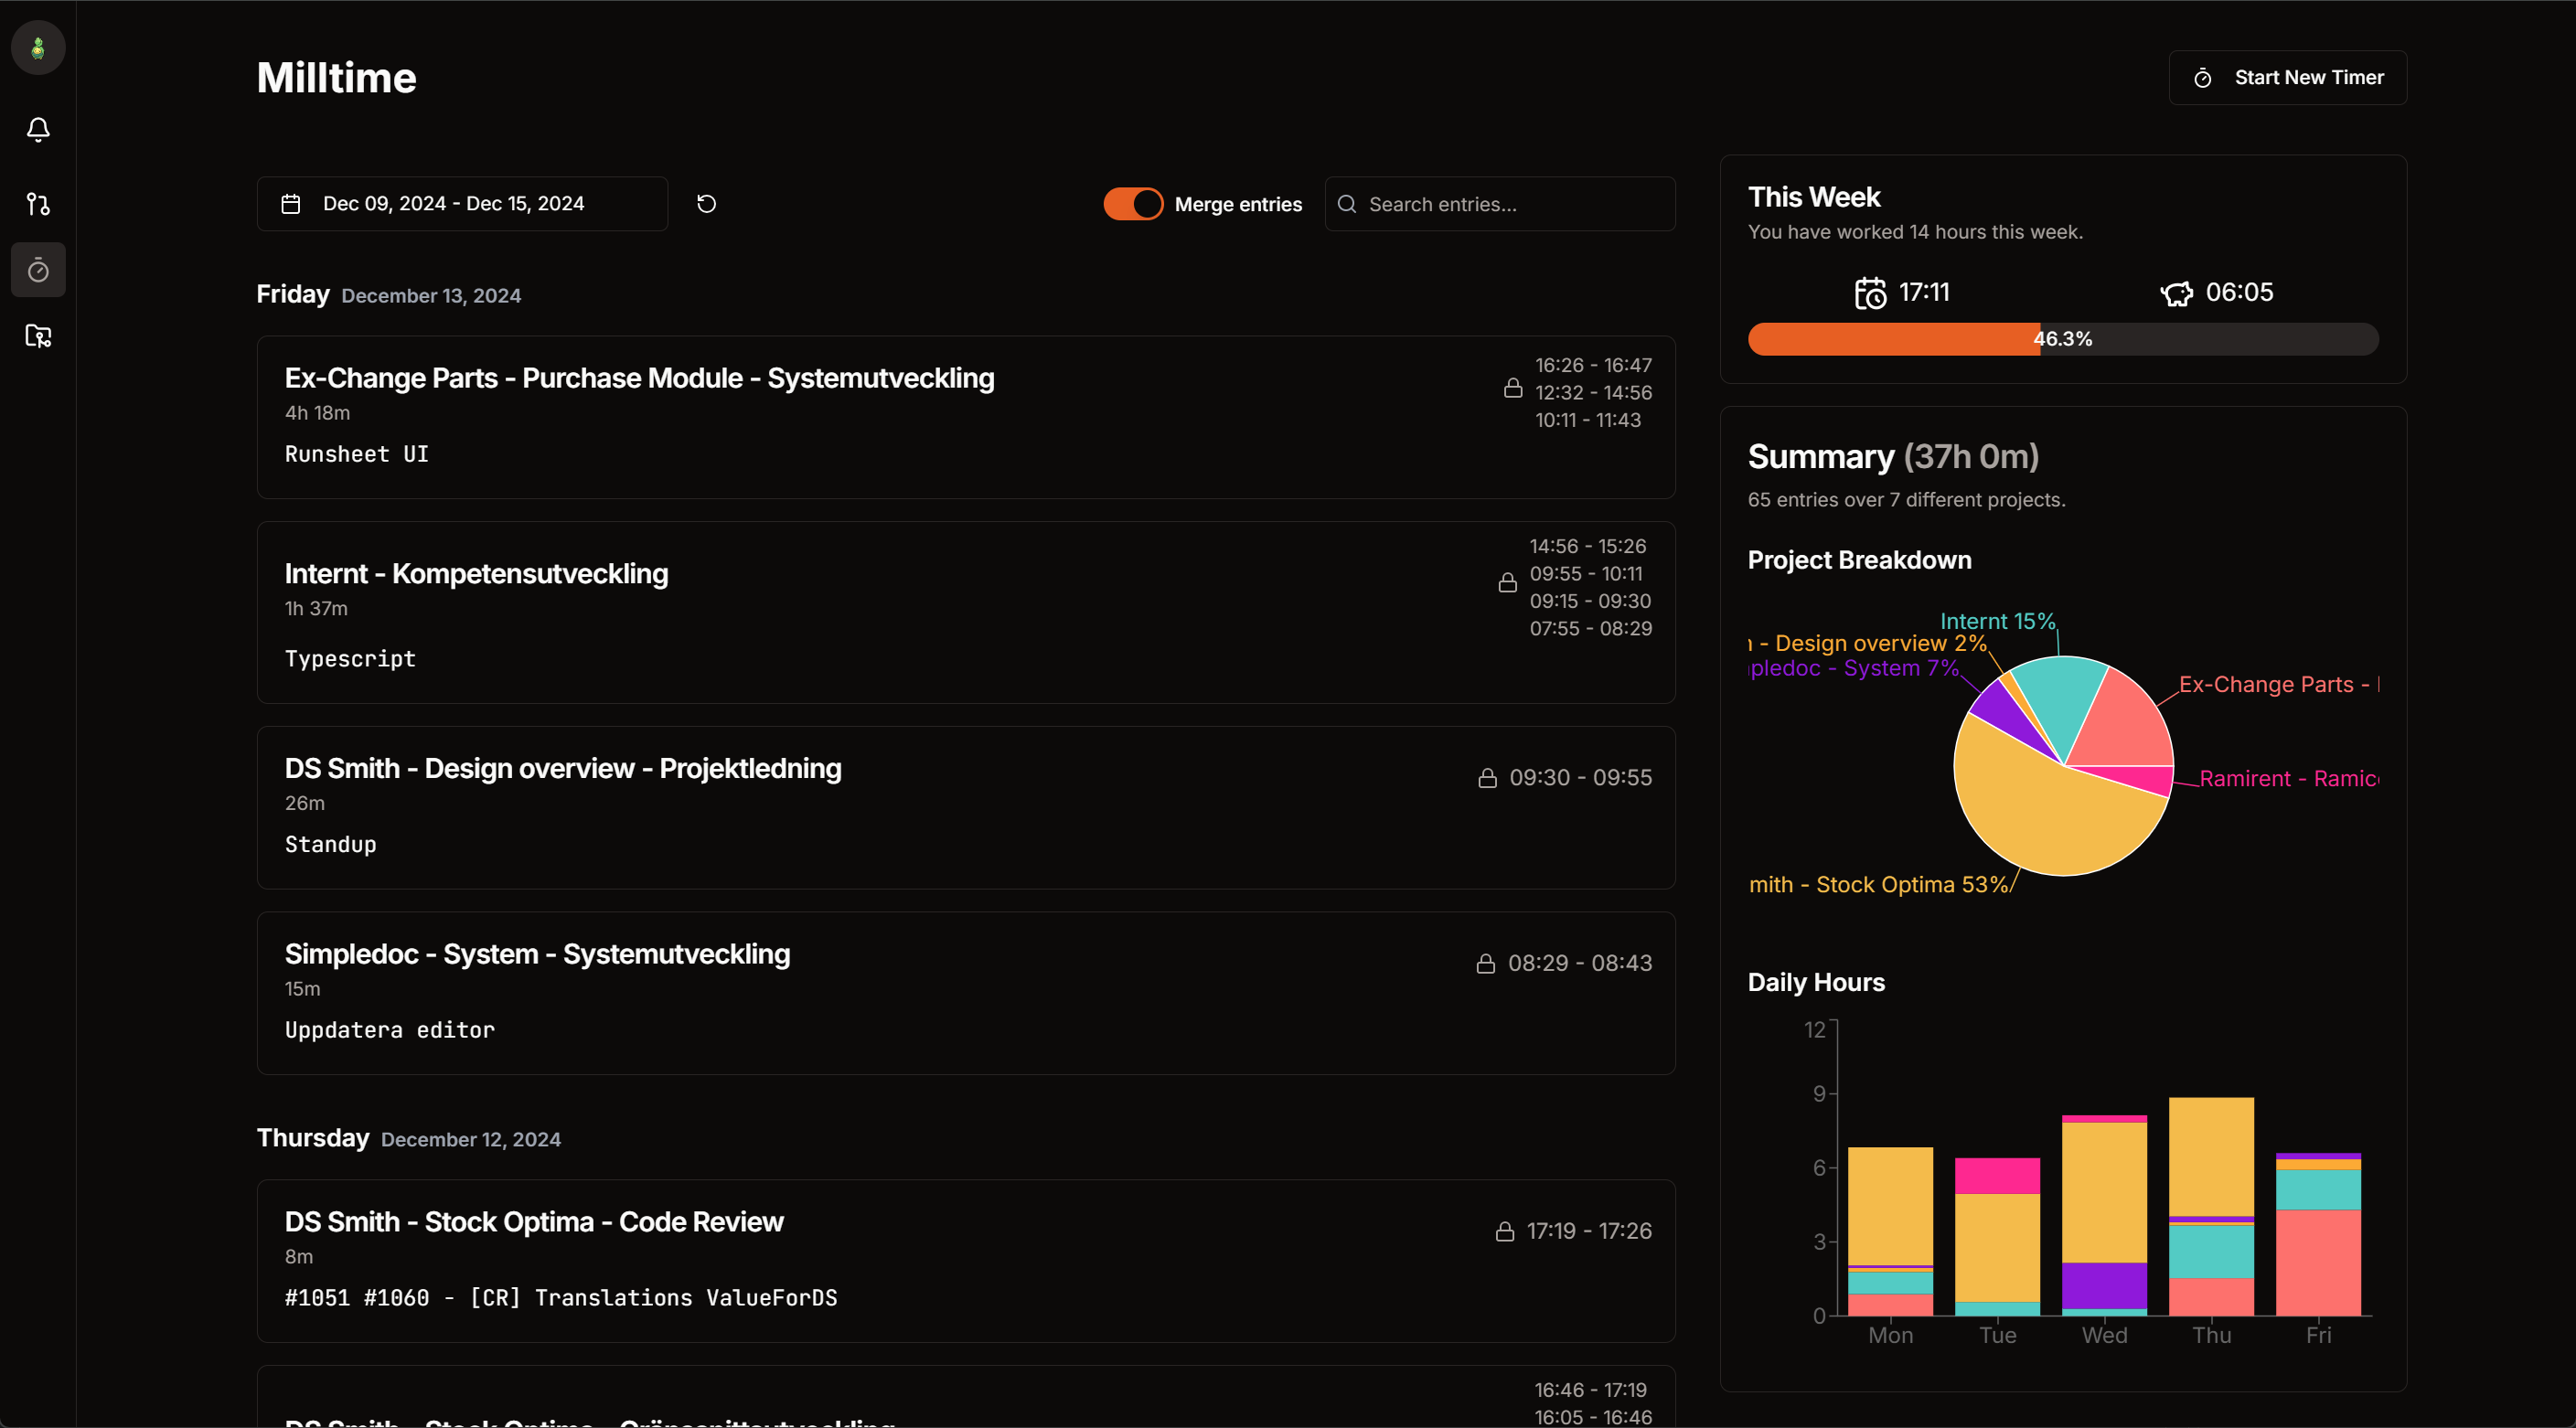 Milltime
Start New Timer
Dec 09, 2024 - Dec 15, 2024
Merge entries
Search entries...
Friday December 13, 2024
Ex-Change Parts - Purchase Module - Systemutveckling
4h 18m
Runsheet UI
16:26 - 16:47
12:32 - 14:56
10:11 - 11:43
Internt - Kompetensutveckling
1h 37m
Typescript
14:56 - 15:26
09:55 - 10:11
09:15 - 09:30
07:55 - 08:29
DS Smith - Design overview - Projektledning
26m
Standup
09:30 - 09:55
Simpledoc - System - Systemutveckling
15m
Uppdatera editor
08:29 - 08:43
Thursday December 12, 2024
DS Smith - Stock Optima - Code Review
8m
#1051 #1060 - [CR] Translations ValueForDS
17:19 - 17:26
DS Smith - Stock Optima - Gränssnittsutveckling
16:46 - 17:19
16:05 - 16:46
This Week
You have worked 14 hours this week.
17:11
06:05
46.3%
Summary (37h 0m)
65 entries over 7 different projects.
Project Breakdown
Internt 15%
- Design overview 2%
pledoc - System 7%
Ex-Change Parts -
Ramirent - Ramic
mith - Stock Optima 53%
Daily Hours
12
9
6
3
0
Mon
Tue
Wed
Thu
Fri